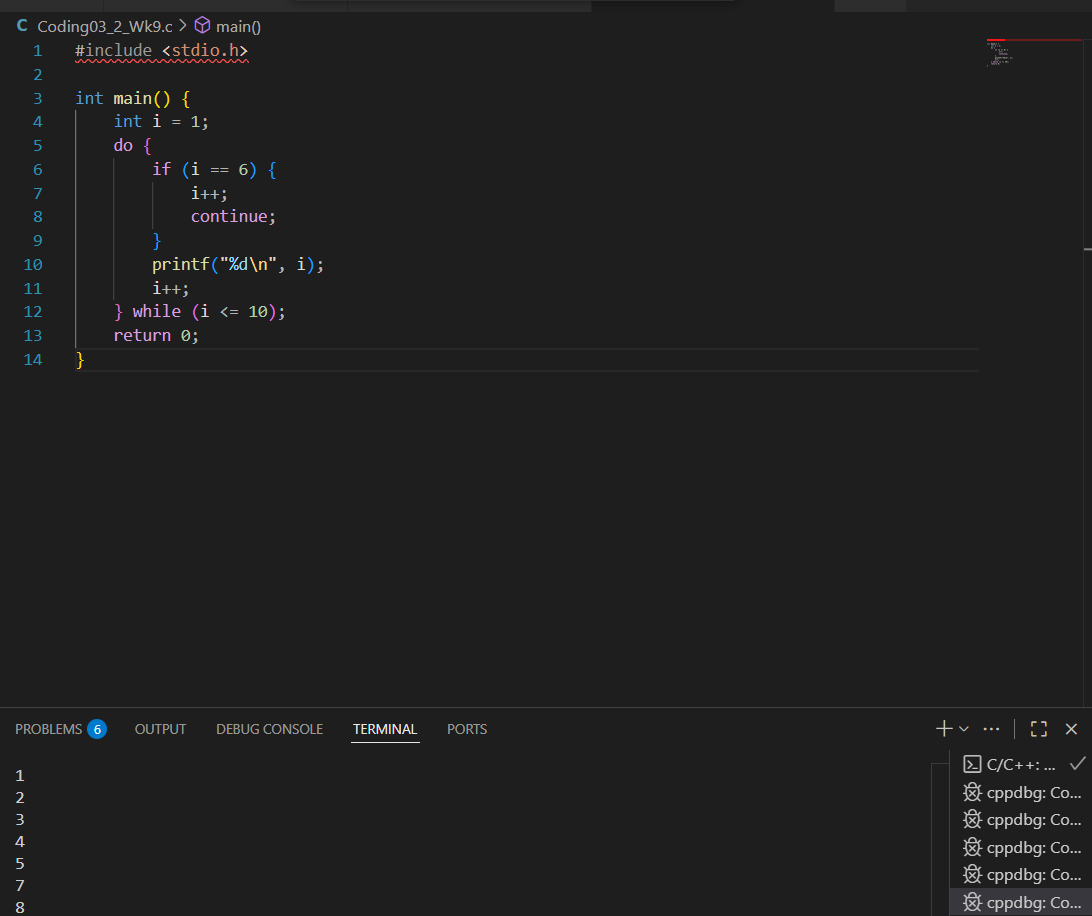 C Coding03_2_Wk9.c > main()
1 #include <stdio.h>
2
3 int main() {
4     int i = 1;
5     do {
6         if (i == 6) {
7             i++;
8             continue;
9         }
10         printf("%d\n", i);
11         i++;
12     } while (i <= 10);
13     return 0;
14 }
PROBLEMS 6 OUTPUT DEBUG CONSOLE TERMINAL PORTS
1
2
3
4
5
7
8
C/C++: ...
cppdbg: Co...
cppdbg: Co...
cppdbg: Co...
cppdbg: Co...
cppdbg: Co...